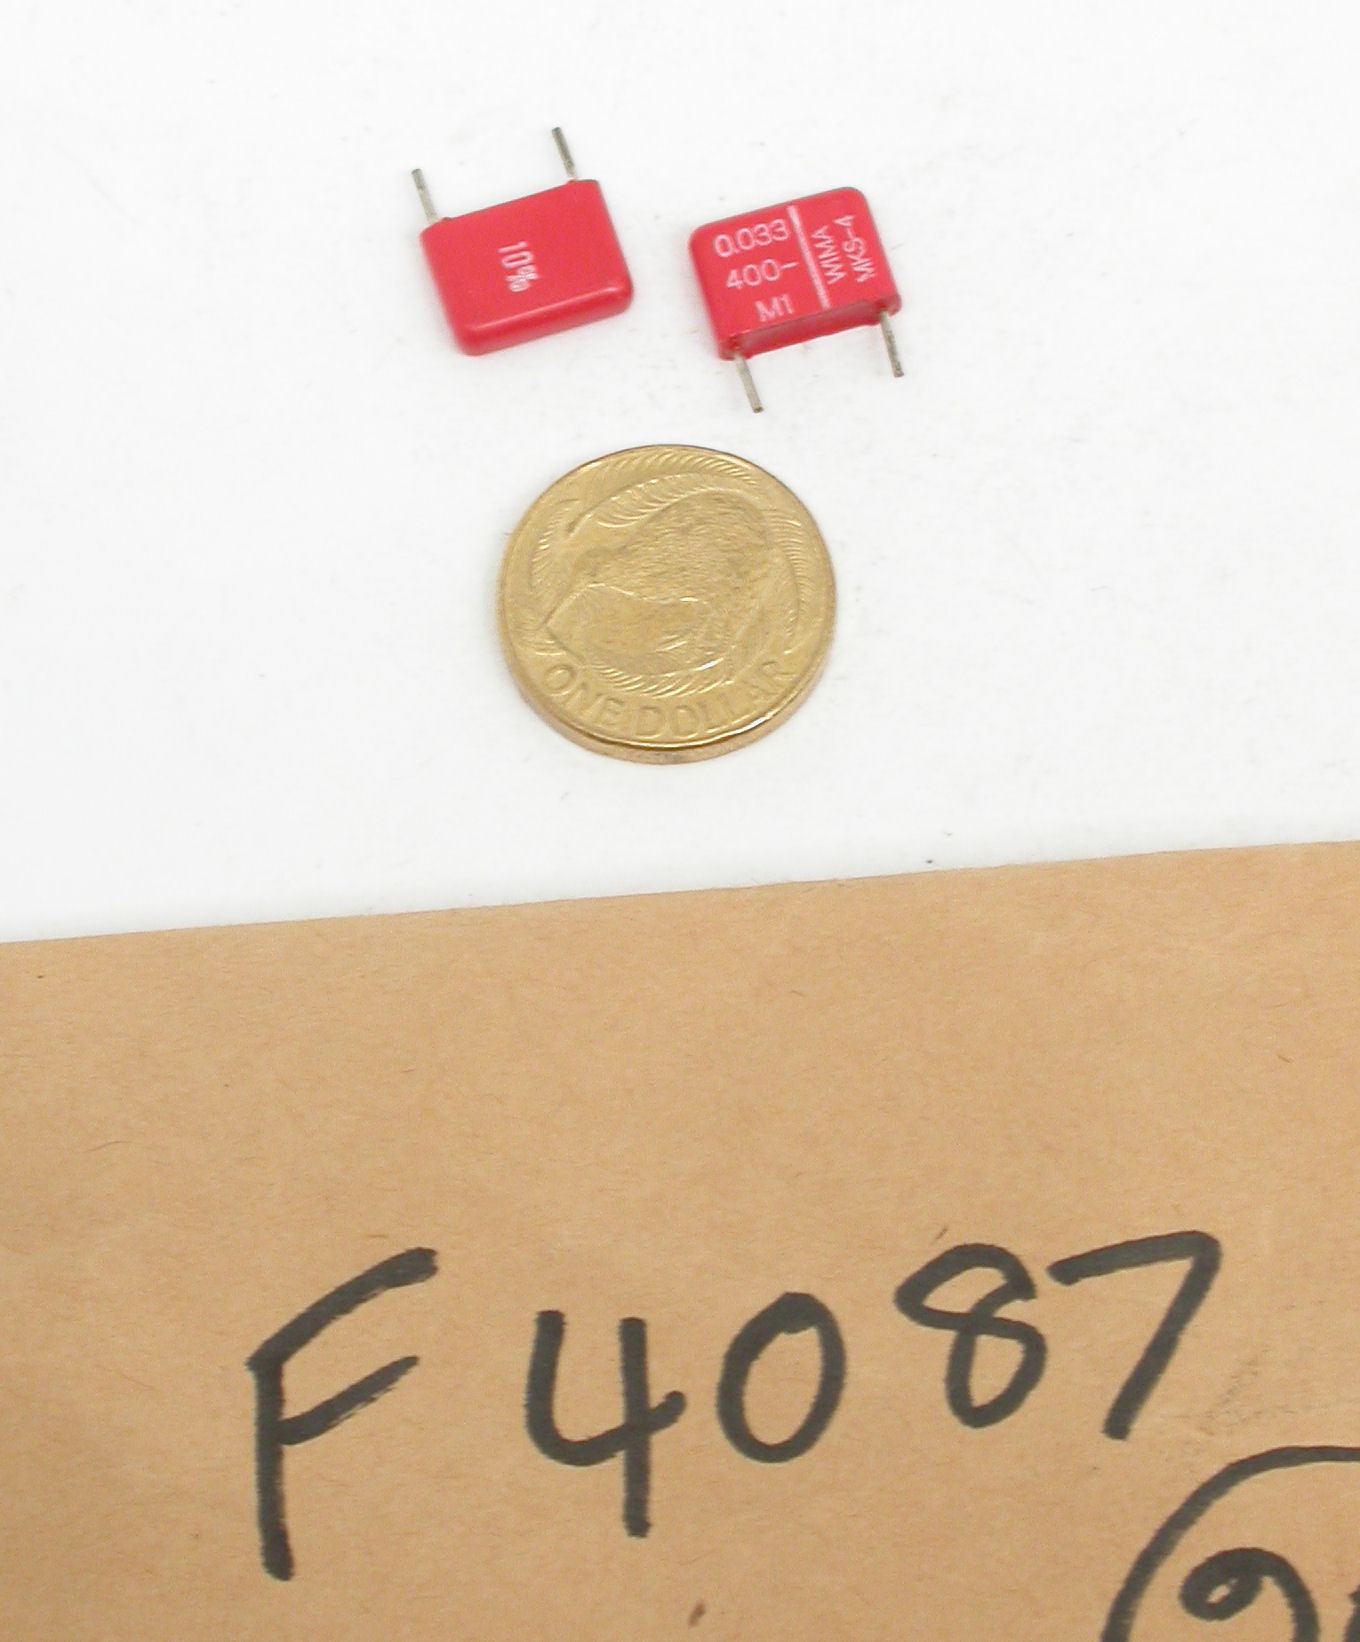 10%
0.033
400-
M1
WIMA
MKS-4
ONE DOLLAR
F4087